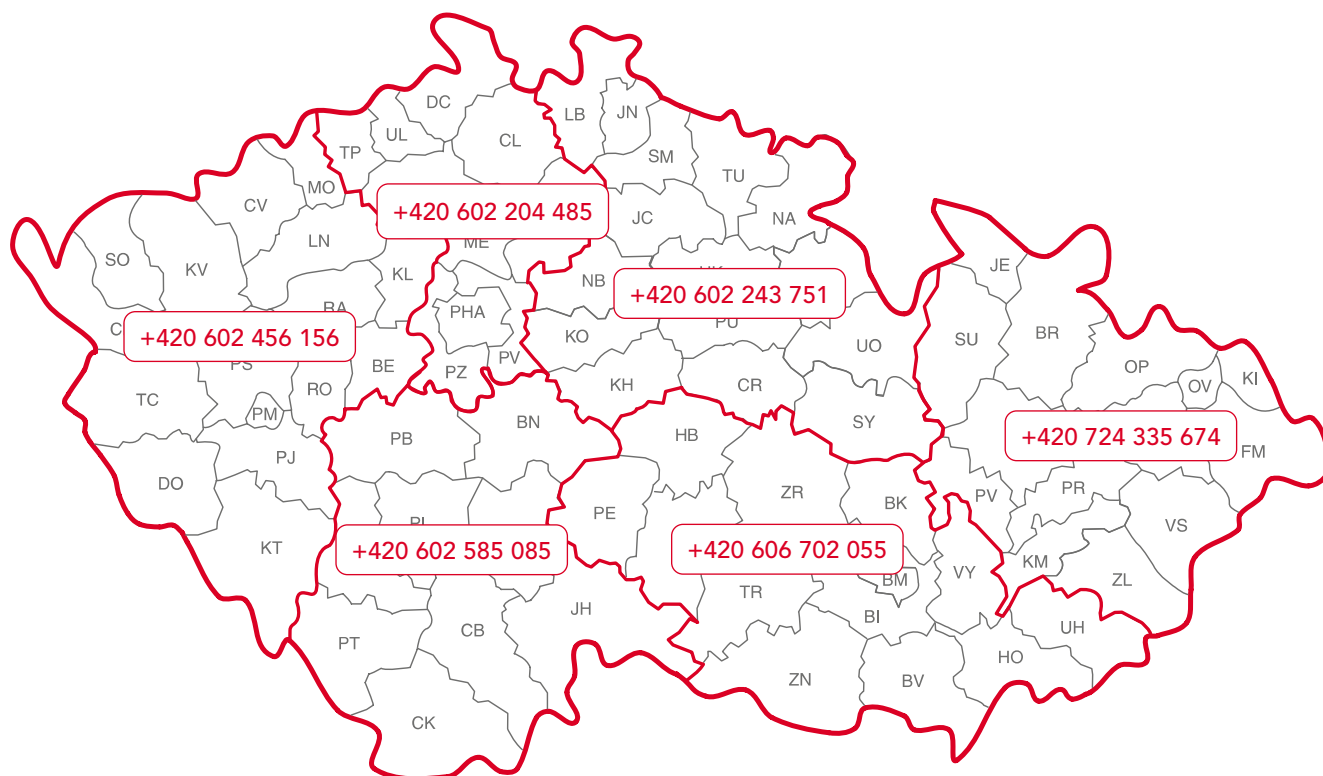 DC
LB
JN
UL
CL
TP
SM
MO
TU
CV
+420 602 204 485
JC
NA
LN
ME
SO
KV
KL
JE
NB
+420 602 243 751
RA
PHA
PU
C
+420 602 456 156
KO
UO
SU
BR
PS
BE
PZ
PV
KH
CR
OP
OV
KI
TC
RO
PM
BN
SY
PB
HB
+420 724 335 674
FM
DO
PJ
ZR
PV
PR
BK
PE
VS
KT
+420 602 585 085
+420 606 702 055
KM
VY
ZL
BM
TR
JH
BI
UH
PT
CB
HO
ZN
BV
CK